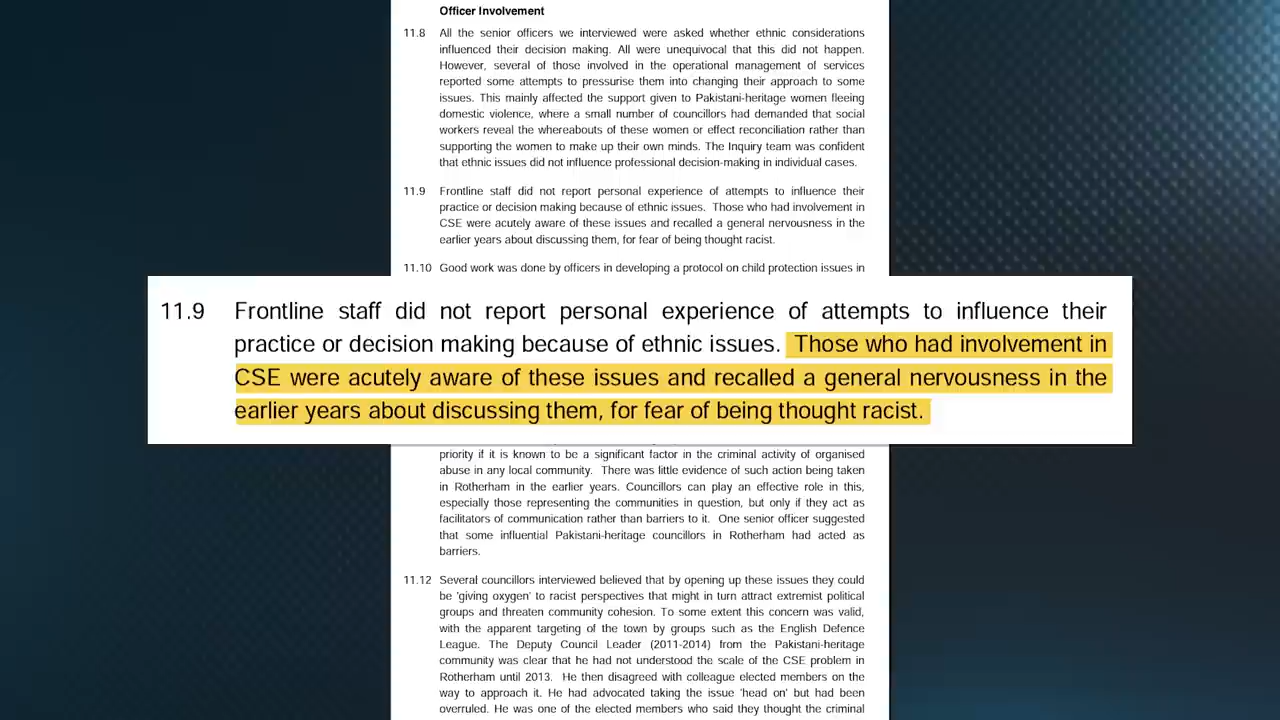 Officer Involvement
11.8 All the senior officers we interviewed were asked whether ethnic considerations
influenced their decision making. All were unequivocal that this did not happen.
However, several of those involved in the operational management of services
reported some attempts to pressurise them into changing their approach to some
issues. This mainly affected the support given to Pakistani-heritage women fleeing
domestic violence, where a small number of councillors had demanded that social
workers reveal the whereabouts of these women or effect reconciliation rather than
supporting the women to make up their own minds. The Inquiry team was confident
that ethnic issues did not influence professional decision-making in individual cases.
11.9 Frontline staff did not report personal experience of attempts to influence their
practice or decision making because of ethnic issues. Those who had involvement in
CSE were acutely aware of these issues and recalled a general nervousness in the
earlier years about discussing them, for fear of being thought racist.
11.10 Good work was done by officers in developing a protocol on child protection issues in
11.9 Frontline staff did not report personal experience of attempts to influence their
practice or decision making because of ethnic issues. Those who had involvement in
CSE were acutely aware of these issues and recalled a general nervousness in the
earlier years about discussing them, for fear of being thought racist.
priority if it is known to be a significant factor in the criminal activity of organised
abuse in any local community. There was little evidence of such action being taken
in Rotherham in the earlier years. Councillors can play an effective role in this,
especially those representing the communities in question, but only if they act as
facilitators of communication rather than barriers to it. One senior officer suggested
that some influential Pakistani-heritage councillors in Rotherham had acted as
barriers.
11.12 Several councillors interviewed believed that by opening up these issues they could
be 'giving oxygen' to racist perspectives that might in turn attract extremist political
groups and threaten community cohesion. To some extent this concern was valid,
with the apparent targeting of the town by groups such as the English Defence
League. The Deputy Council Leader (2011-2014) from the Pakistani-heritage
community was clear that he had not understood the scale of the CSE problem in
Rotherham until 2013. He then disagreed with colleague elected members on the
way to approach it. He had advocated taking the issue 'head on' but had been
overruled. He was one of the elected members who said they thought the criminal